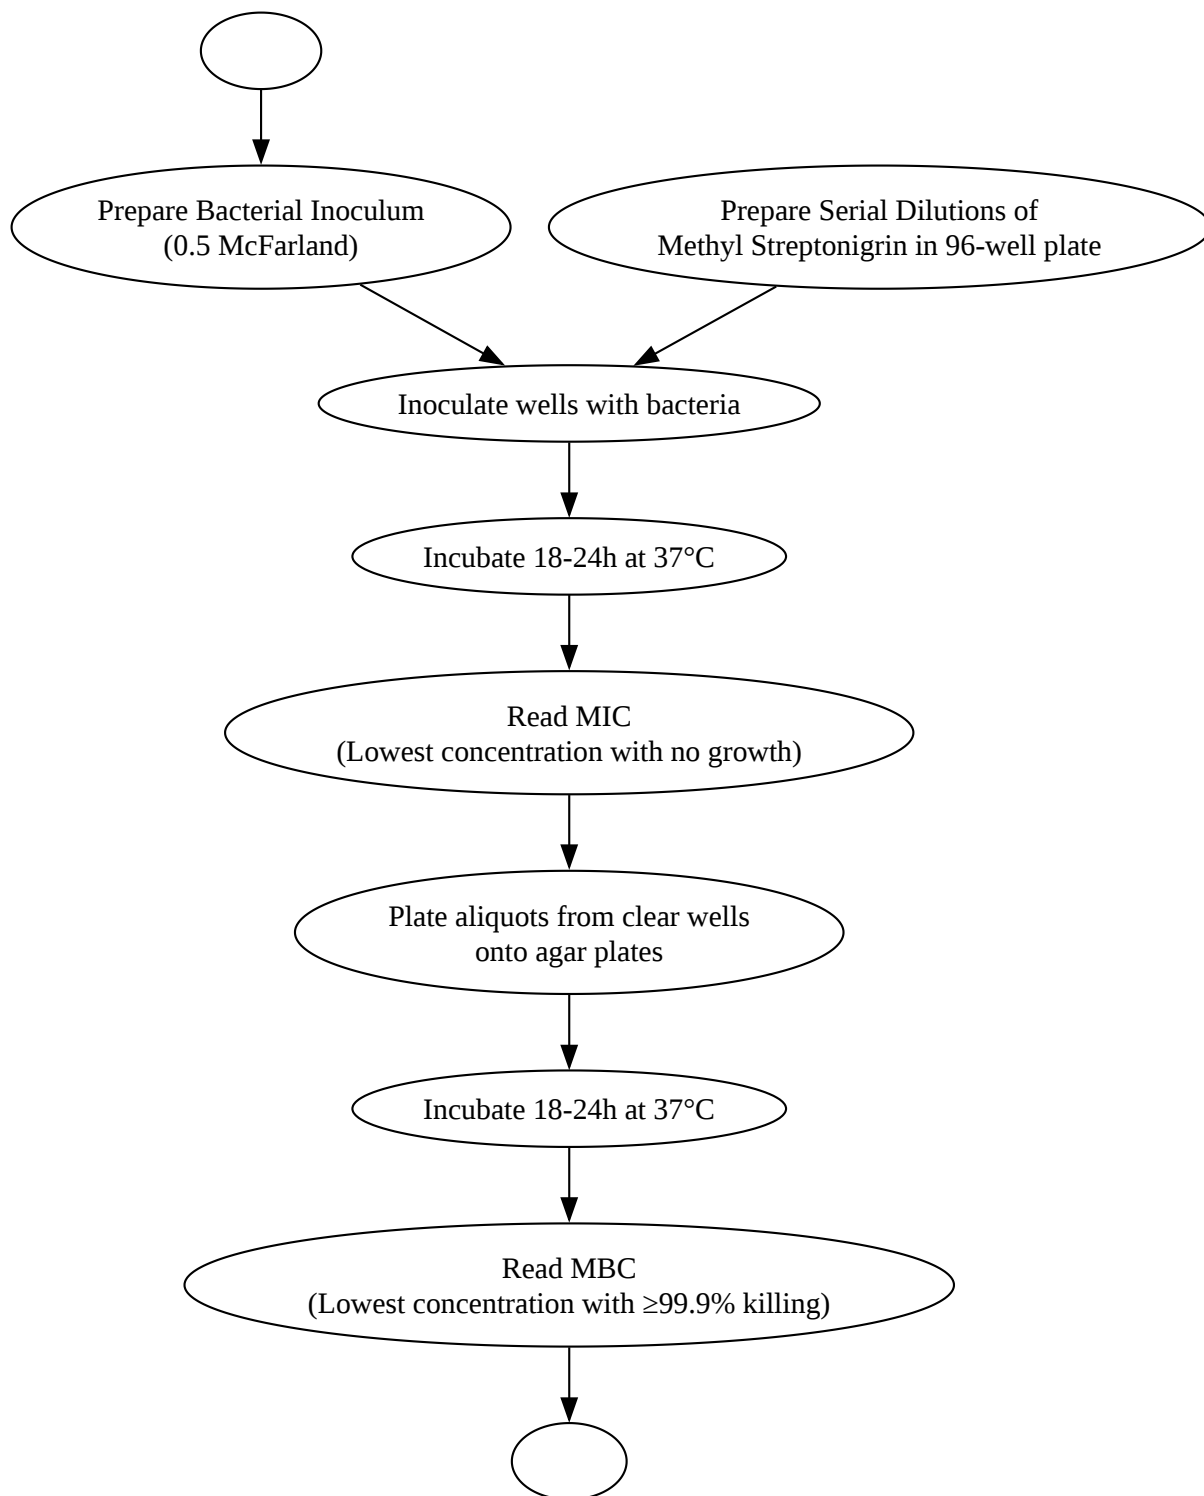 Prepare Bacterial Inoculum
(0.5 McFarland)
Prepare Serial Dilutions of
Methyl Streptonigrin in 96-well plate
Inoculate wells with bacteria
Incubate 18-24h at 37°C
Read MIC
(Lowest concentration with no growth)
Plate aliquots from clear wells
onto agar plates
Incubate 18-24h at 37°C
Read MBC
(Lowest concentration with ≥99.9% killing)